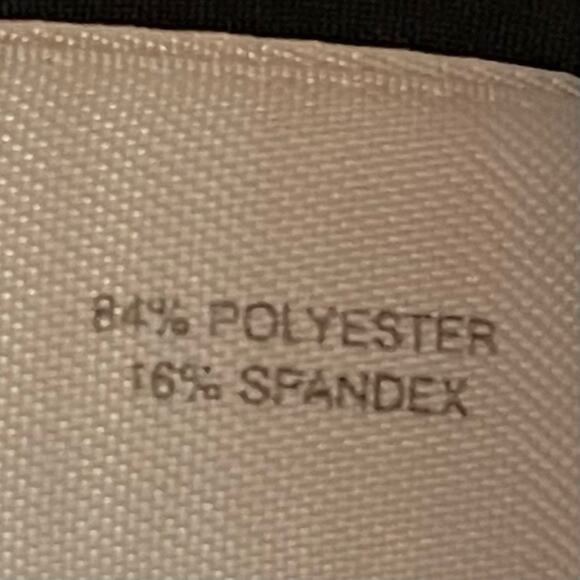 84% POLYESTER
16% SPANDEX